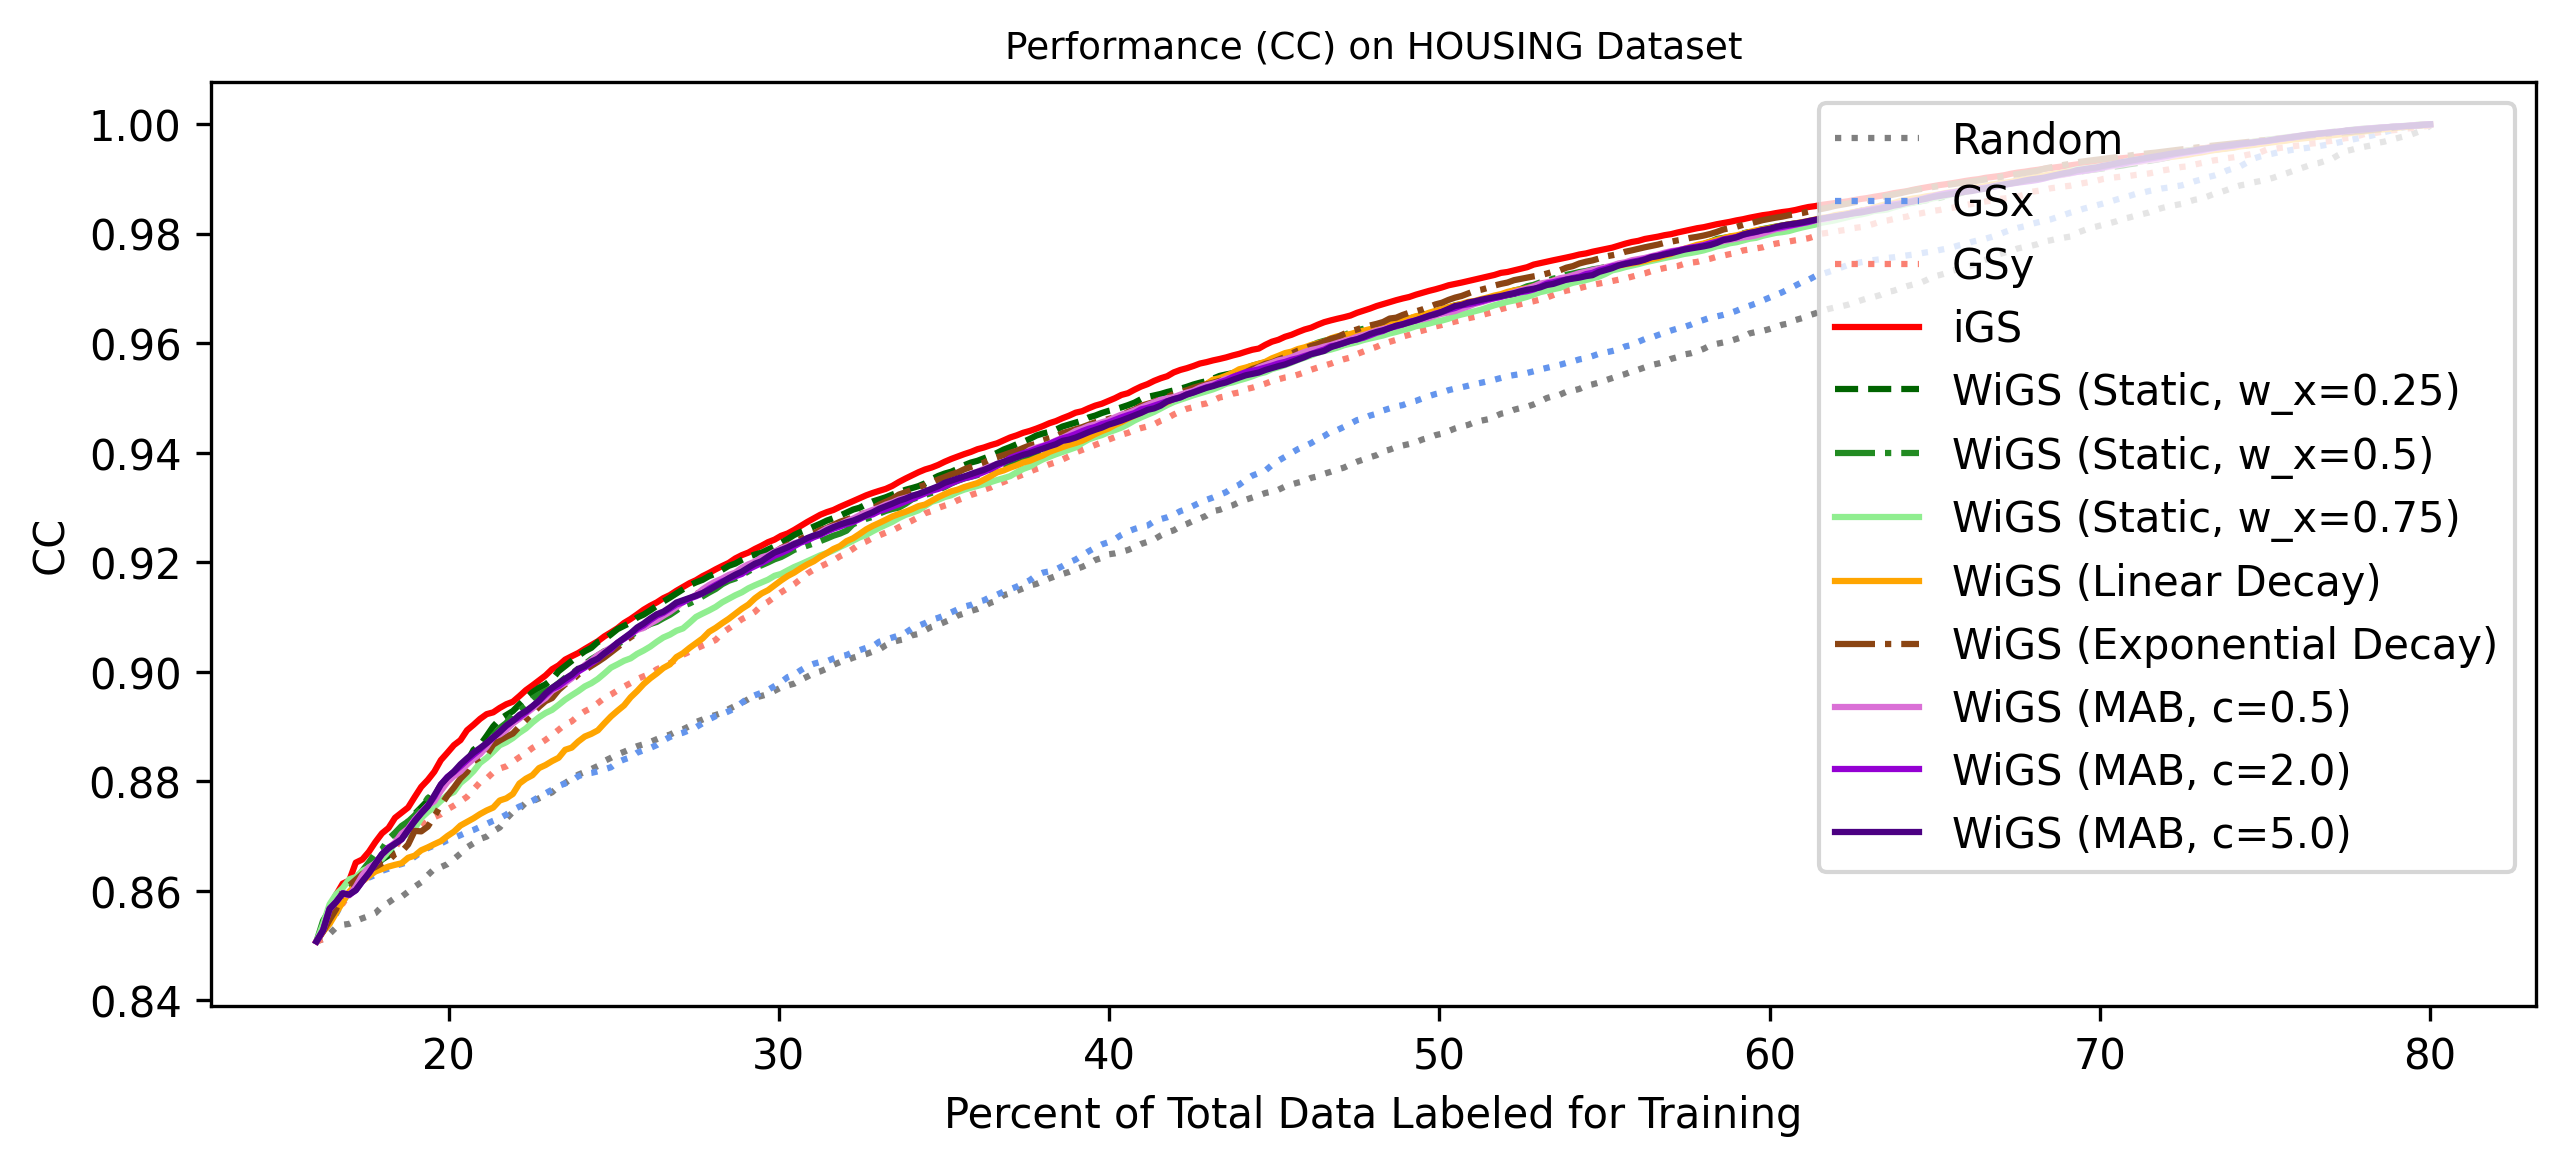 Performance (CC) on HOUSING Dataset
CC
1.00
0.98
0.96
0.94
0.92
0.90
0.88
0.86
0.84
Random
GSx
GSy
iGS
WiGS (Static, w_x=0.25)
WiGS (Static, w_x=0.5)
WiGS (Static, w_x=0.75)
WiGS (Linear Decay)
WiGS (Exponential Decay)
WiGS (MAB, c=0.5)
WiGS (MAB, c=2.0)
WiGS (MAB, c=5.0)
20 30 40 50 60 70 80
Percent of Total Data Labeled for Training